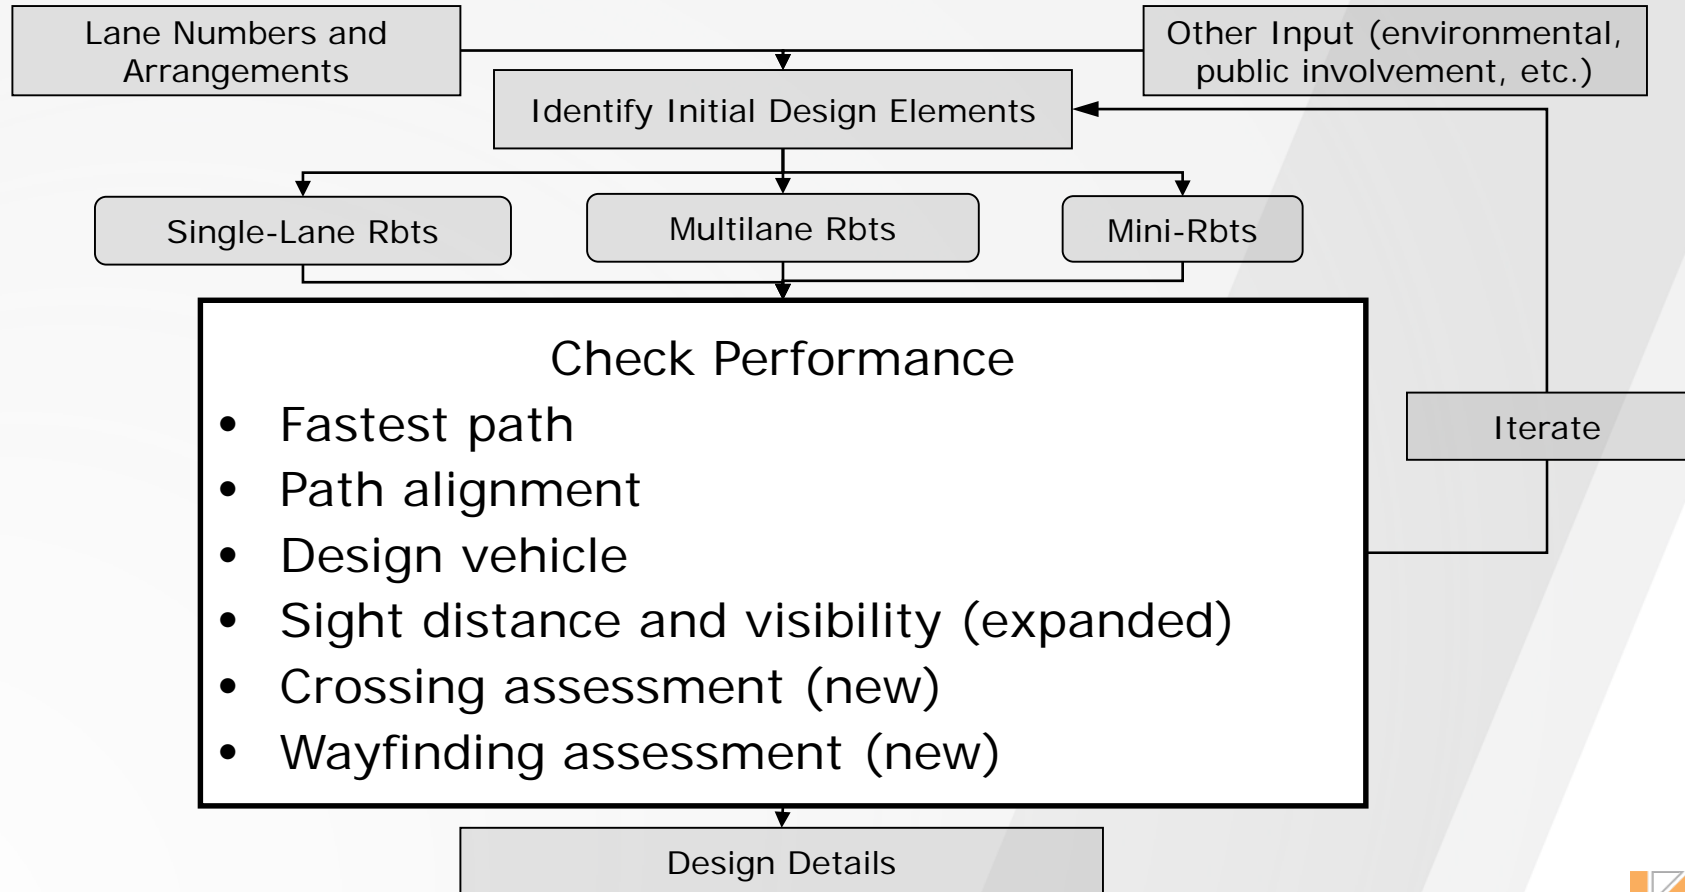 Lane Numbers and
Arrangements
Other Input (environmental,
public involvement, etc.)
Identify Initial Design Elements
Single-Lane Rbts
Multilane Rbts
Mini-Rbts
Check Performance
• Fastest path
• Path alignment
• Design vehicle
• Sight distance and visibility (expanded)
• Crossing assessment (new)
• Wayfinding assessment (new)
Iterate
Design Details